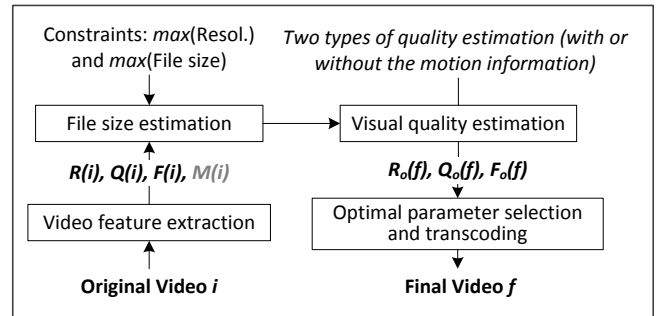 Constraints: max(Resol.)
and max(File size)
Two types of quality estimation (with or
without the motion information)
File size estimation
Visual quality estimation
R(i), Q(i), F(i), M(i)
Rₒ(f), Qₒ(f), Fₒ(f)
Video feature extraction
Optimal parameter selection
and transcoding
Original Video i
Final Video f